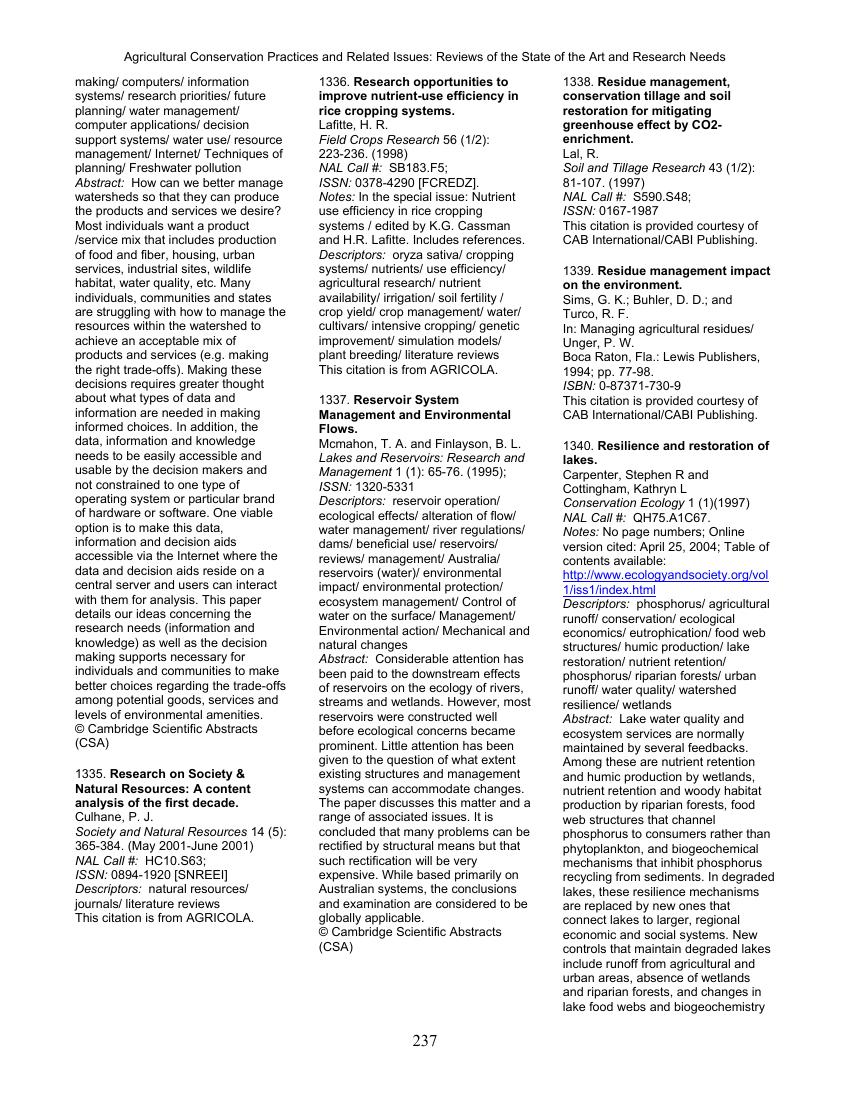 Agricultural Conservation Practices and Related Issues: Reviews of the State of the Art and Research Needs
making/ computers/ information
systems/ research priorities/ future
planning/ water management/
computer applications/ decision
support systems/ water use/ resource
management/ Internet/ Techniques of
planning/ Freshwater pollution
Abstract: How can we better manage
watersheds so that they can produce
the products and services we desire?
Most individuals want a product
/service mix that includes production
of food and fiber, housing, urban
services, industrial sites, wildlife
habitat, water quality, etc. Many
individuals, communities and states
are struggling with how to manage the
resources within the watershed to
achieve an acceptable mix of
products and services (e.g. making
the right trade-offs). Making these
decisions requires greater thought
about what types of data and
information are needed in making
informed choices. In addition, the
data, information and knowledge
needs to be easily accessible and
usable by the decision makers and
not constrained to one type of
operating system or particular brand
of hardware or software. One viable
option is to make this data,
information and decision aids
accessible via the Internet where the
data and decision aids reside on a
central server and users can interact
with them for analysis. This paper
details our ideas concerning the
research needs (information and
knowledge) as well as the decision
making supports necessary for
individuals and communities to make
better choices regarding the trade-offs
among potential goods, services and
levels of environmental amenities.
© Cambridge Scientific Abstracts
(CSA)
1335. Research on Society &
Natural Resources: A content
analysis of the first decade.
Culhane, P. J.
Society and Natural Resources 14 (5):
365-384. (May 2001-June 2001)
NAL Call #: HC10.S63;
ISSN: 0894-1920 [SNREEI]
Descriptors: natural resources/
journals/ literature reviews
This citation is from AGRICOLA.
1336. Research opportunities to
improve nutrient-use efficiency in
rice cropping systems.
Lafitte, H. R.
Field Crops Research 56 (1/2):
223-236. (1998)
NAL Call #: SB183.F5;
ISSN: 0378-4290 [FCREDZ].
Notes: In the special issue: Nutrient
use efficiency in rice cropping
systems / edited by K.G. Cassman
and H.R. Lafitte. Includes references.
Descriptors: oryza sativa/ cropping
systems/ nutrients/ use efficiency/
agricultural research/ nutrient
availability/ irrigation/ soil fertility /
crop yield/ crop management/ water/
cultivars/ intensive cropping/ genetic
improvement/ simulation models/
plant breeding/ literature reviews
This citation is from AGRICOLA.
1337. Reservoir System
Management and Environmental
Flows.
Mcmahon, T. A. and Finlayson, B. L.
Lakes and Reservoirs: Research and
Management 1 (1): 65-76. (1995);
ISSN: 1320-5331
Descriptors: reservoir operation/
ecological effects/ alteration of flow/
water management/ river regulations/
dams/ beneficial use/ reservoirs/
reviews/ management/ Australia/
reservoirs (water)/ environmental
impact/ environmental protection/
ecosystem management/ Control of
water on the surface/ Management/
Environmental action/ Mechanical and
natural changes
Abstract: Considerable attention has
been paid to the downstream effects
of reservoirs on the ecology of rivers,
streams and wetlands. However, most
reservoirs were constructed well
before ecological concerns became
prominent. Little attention has been
given to the question of what extent
existing structures and management
systems can accommodate changes.
The paper discusses this matter and a
range of associated issues. It is
concluded that many problems can be
rectified by structural means but that
such rectification will be very
expensive. While based primarily on
Australian systems, the conclusions
and examination are considered to be
globally applicable.
© Cambridge Scientific Abstracts
(CSA)
1338. Residue management,
conservation tillage and soil
restoration for mitigating
greenhouse effect by CO2-
enrichment.
Lal, R.
Soil and Tillage Research 43 (1/2):
81-107. (1997)
NAL Call #: S590.S48;
ISSN: 0167-1987
This citation is provided courtesy of
CAB International/CABI Publishing.
1339. Residue management impact
on the environment.
Sims, G. K.; Buhler, D. D.; and
Turco, R. F.
In: Managing agricultural residues/
Unger, P. W.
Boca Raton, Fla.: Lewis Publishers,
1994; pp. 77-98.
ISBN: 0-87371-730-9
This citation is provided courtesy of
CAB International/CABI Publishing.
1340. Resilience and restoration of
lakes.
Carpenter, Stephen R and
Cottingham, Kathryn L
Conservation Ecology 1 (1)(1997)
NAL Call #: QH75.A1C67.
Notes: No page numbers; Online
version cited: April 25, 2004; Table of
contents available:
http://www.ecologyandsociety.org/vol
1/iss1/index.html
Descriptors: phosphorus/ agricultural
runoff/ conservation/ ecological
economics/ eutrophication/ food web
structures/ humic production/ lake
restoration/ nutrient retention/
phosphorus/ riparian forests/ urban
runoff/ water quality/ watershed
resilience/ wetlands
Abstract: Lake water quality and
ecosystem services are normally
maintained by several feedbacks.
Among these are nutrient retention
and humic production by wetlands,
nutrient retention and woody habitat
production by riparian forests, food
web structures that channel
phosphorus to consumers rather than
phytoplankton, and biogeochemical
mechanisms that inhibit phosphorus
recycling from sediments. In degraded
lakes, these resilience mechanisms
are replaced by new ones that
connect lakes to larger, regional
economic and social systems. New
controls that maintain degraded lakes
include runoff from agricultural and
urban areas, absence of wetlands
and riparian forests, and changes in
lake food webs and biogeochemistry
237